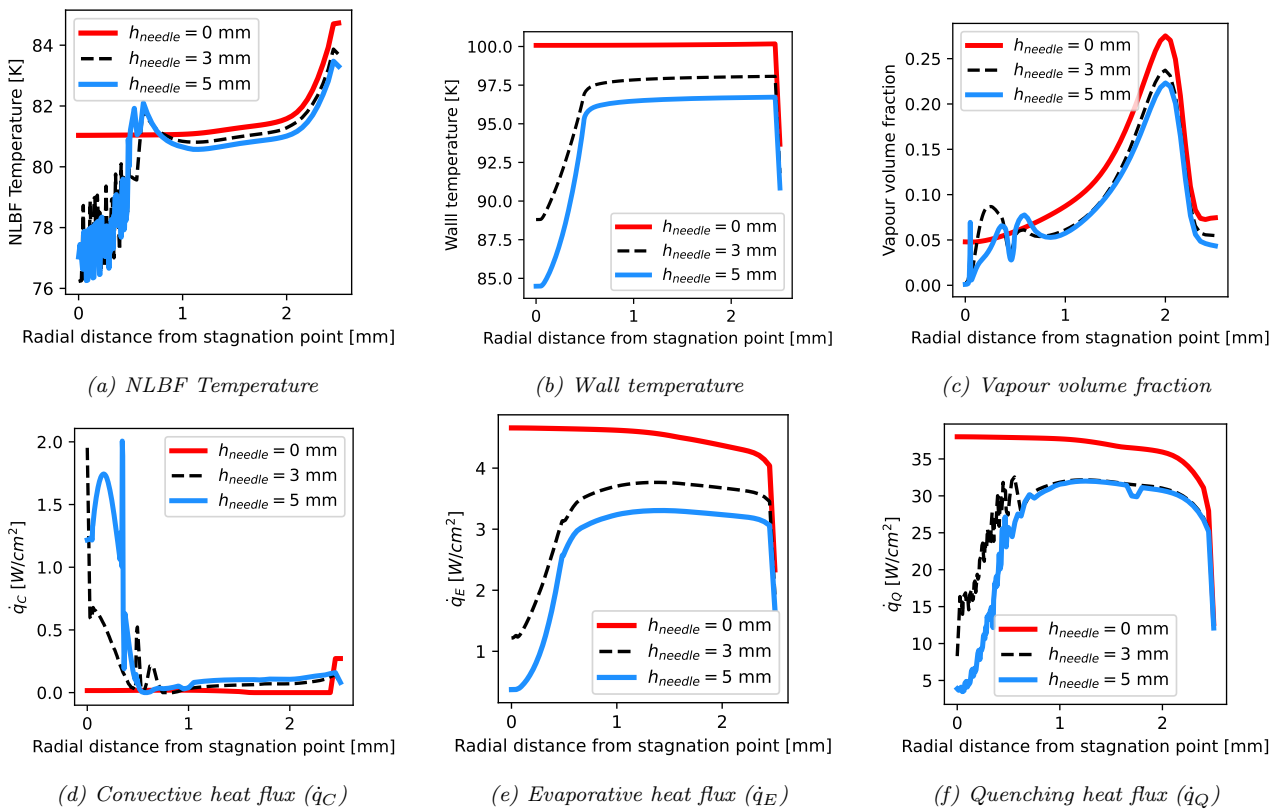 NLBF Temperature [K]
84
82
80
78
76
h_needle = 0 mm
h_needle = 3 mm
h_needle = 5 mm
0 1 2
Radial distance from stagnation point [mm]
(a) NLBF Temperature
Walll temperature [K]
100.0
97.5
95.0
92.5
90.0
87.5
85.0
h_needle = 0 mm
h_needle = 3 mm
h_needle = 5 mm
0 1 2
Radial distance from stagnation point [mm]
(b) Wall temperature
Vapour volume fraction
0.25
0.20
0.15
0.10
0.05
0.00
h_needle = 0 mm
h_needle = 3 mm
h_needle = 5 mm
0 1 2
Radial distance from stagnation point [mm]
(c) Vapour volume fraction
q̇_C [W/cm²]
2.0
1.5
1.0
0.5
0.0
h_needle = 0 mm
h_needle = 3 mm
h_needle = 5 mm
0 1 2
Radial distance from stagnation point [mm]
(d) Convective heat flux (q̇_C)
q̇_E [W/cm²]
4
3
2
1
h_needle = 0 mm
h_needle = 3 mm
h_needle = 5 mm
0 1 2
Radial distance from stagnation point [mm]
(e) Evaporative heat flux (q̇_E)
q̇_Q [W/cm²]
35
30
25
20
15
10
5
h_needle = 0 mm
h_needle = 3 mm
h_needle = 5 mm
0 1 2
Radial distance from stagnation point [mm]
(f) Quenching heat flux (q̇_Q)